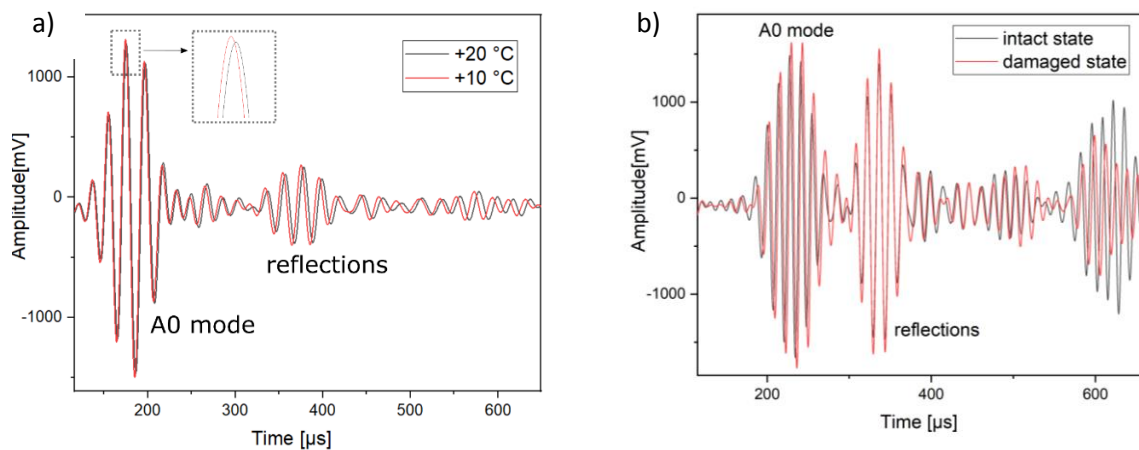 a)
+20 °C
+10 °C
1000
0
-1000
Amplitude[mV]
A0 mode
reflections
200
300
400
500
600
Time [µs]
b)
A0 mode
intact state
damaged state
1000
0
-1000
Amplitude[mV]
reflections
200
400
600
Time [µs]